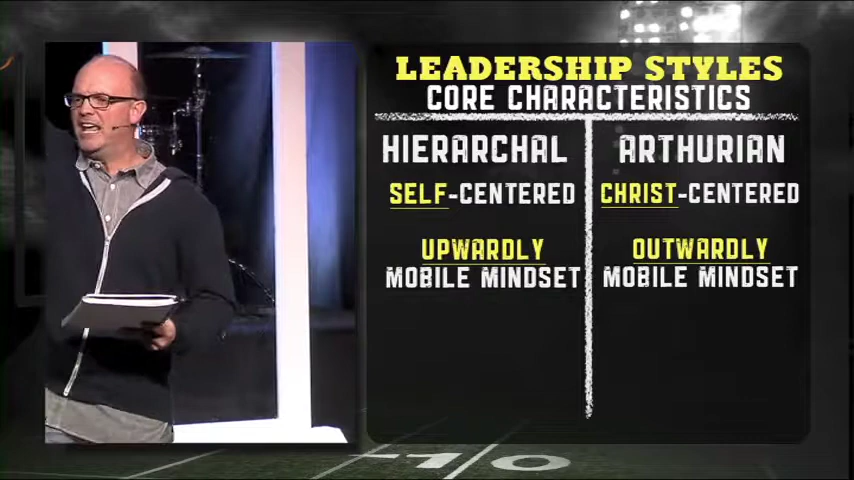 LEADERSHIP STYLES
CORE CHARACTERISTICS
HIERARCHAL
SELF-CENTERED
UPWARDLY
MOBILE MINDSET
ARTHURIAN
CHRIST-CENTERED
OUTWARDLY
MOBILE MINDSET
10